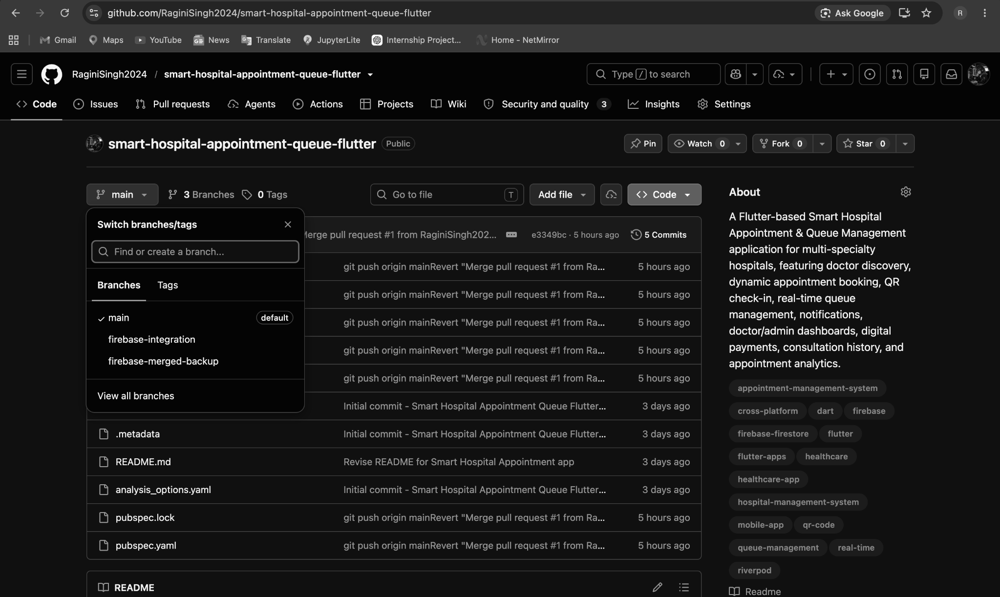 github.com/RaginiSingh2024/smart-hospital-appointment-queue-flutter
Ask Google
R
Gmail
Maps
YouTube
News
Translate
JupyterLite
Internship Project...
Home - NetMirror
RaginiSingh2024 / smart-hospital-appointment-queue-flutter
Type / to search
Code
Issues
Pull requests
Agents
Actions
Projects
Wiki
Security and quality 3
Insights
Settings
smart-hospital-appointment-queue-flutter Public
Pin
Watch 0
Fork 0
Star 0
main
3 Branches
0 Tags
Go to file T
Add file
Code
Switch branches/tags
Find or create a branch...
Branches Tags
main default
firebase-integration
firebase-merged-backup
View all branches
Merge pull request #1 from RaginiSingh202... e3349bc · 5 hours ago 5 Commits
git push origin mainRevert "Merge pull request #1 from Ra... 5 hours ago
git push origin mainRevert "Merge pull request #1 from Ra... 5 hours ago
git push origin mainRevert "Merge pull request #1 from Ra... 5 hours ago
git push origin mainRevert "Merge pull request #1 from Ra... 5 hours ago
git push origin mainRevert "Merge pull request #1 from Ra... 5 hours ago
Initial commit - Smart Hospital Appointment Queue Flutter... 3 days ago
.metadata Initial commit - Smart Hospital Appointment Queue Flutter... 3 days ago
README.md Revise README for Smart Hospital Appointment app 3 days ago
analysis_options.yaml Initial commit - Smart Hospital Appointment Queue Flutter... 3 days ago
pubspec.lock git push origin mainRevert "Merge pull request #1 from Ra... 5 hours ago
pubspec.yaml git push origin mainRevert "Merge pull request #1 from Ra... 5 hours ago
README
About
A Flutter-based Smart Hospital
Appointment & Queue Management
application for multi-specialty
hospitals, featuring doctor discovery,
dynamic appointment booking, QR
check-in, real-time queue
management, notifications,
doctor/admin dashboards, digital
payments, consultation history, and
appointment analytics.
appointment-management-system
cross-platform dart firebase
firebase-firestore flutter
flutter-apps healthcare
healthcare-app
hospital-management-system
mobile-app qr-code
queue-management real-time
riverpod
Readme